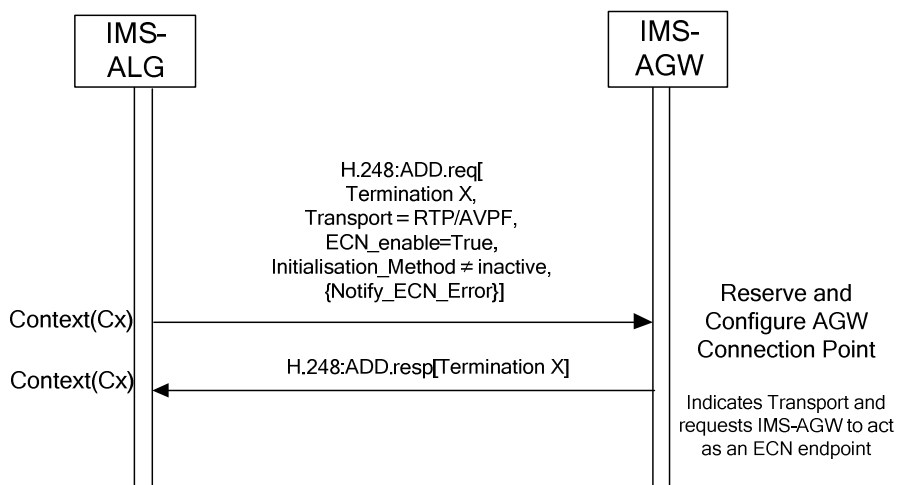 IMS-
ALG
IMS-
AGW
H.248:ADD.req[
Termination X,
Transport = RTP/AVPF,
ECN_enable=True,
Initialisation_Method ≠ inactive,
{Notify_ECN_Error}]
Context(Cx)
Reserve and
Configure AGW
Connection Point
H.248:ADD.resp[Termination X]
Context(Cx)
Indicates Transport and
requests IMS-AGW to act
as an ECN endpoint